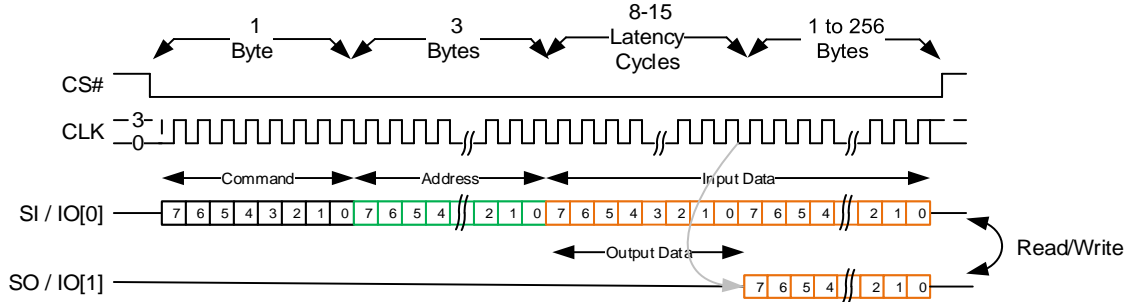 1
Byte
3
Bytes
8-15
Latency
Cycles
1 to 256
Bytes
CS#
CLK
3
0
Command
Address
Input Data
SI / IO[0]
7 6 5 4 3 2 1 0 7 6 5 4 2 1 0 7 6 5 4 3 2 1 0 7 6 5 4 2 1 0
Output Data
Read/Write
SO / IO[1]
7 6 5 4 2 1 0